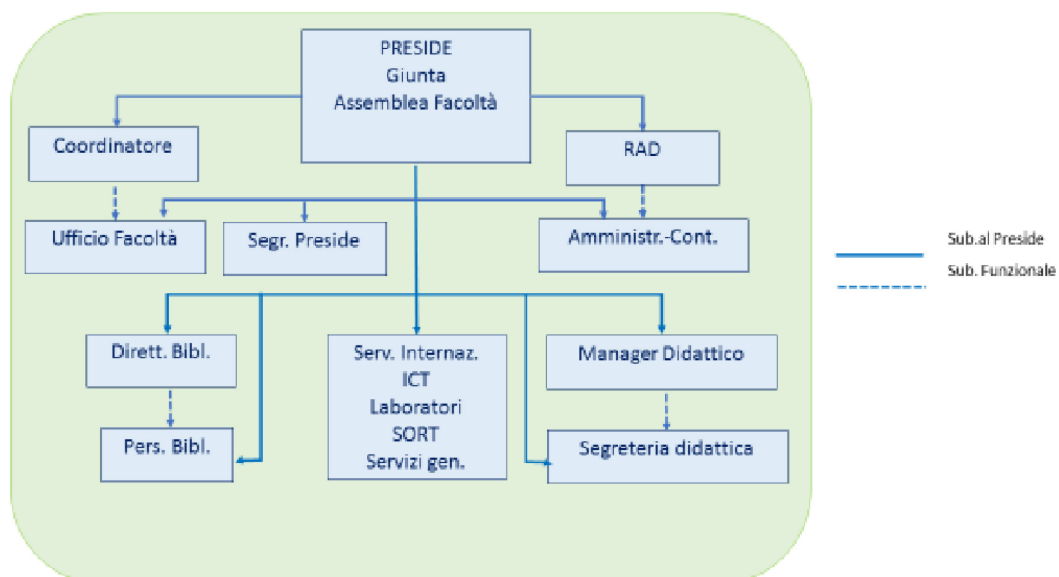 PRESIDE
Giunta
Assemblea Facoltà
Coordinatore
RAD
Ufficio Facoltà
Segr. Preside
Amministr.-Cont.
Sub.al Preside
Sub. Funzionale
Dirett. Bibl.
Serv. Internaz.
ICT
Laboratori
SORT
Servizi gen.
Manager Didattico
Pers. Bibl.
Segreteria didattica